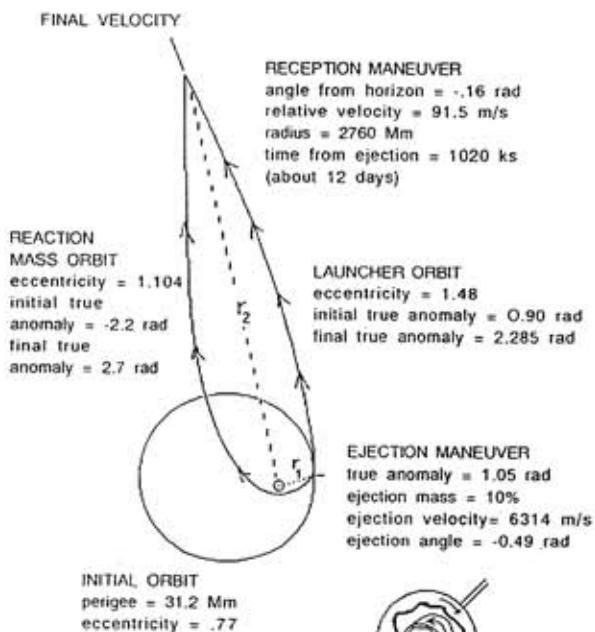 FINAL VELOCITY
RECEPTION MANEUVER
angle from horizon = -.16 rad
relative velocity = 91.5 m/s
radius = 2760 Mm
time from ejection = 1020 ks
(about 12 days)
REACTION
MASS ORBIT
eccentricity = 1.104
initial true
anomaly = -2.2 rad
final true
anomaly = 2.7 rad
LAUNCHER ORBIT
eccentricity = 1.48
initial true anomaly = 0.90 rad
final true anomaly = 2.285 rad
r2
r1
EJECTION MANEUVER
true anomaly = 1.05 rad
ejection mass = 10%
ejection velocity= 6314 m/s
ejection angle = -0.49 rad
INITIAL ORBIT
perigee = 31.2 Mm
eccentricity = .77